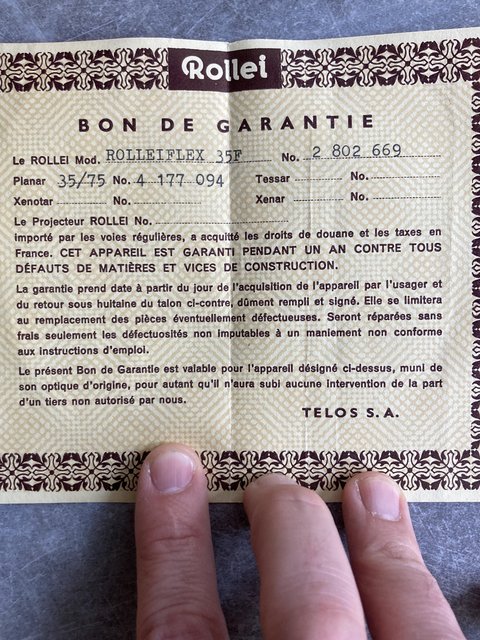 Rollei
BON DE GARANTIE
Le ROLLEI Mod. ROLLEIFLEX 35F No. 2 802 669
Planar 35/75 No. 4 177 094 Tessar No.
Xenotar No. Xenar No.
Le Projecteur ROLLEI No.
importé par les voies régulières, a acquitté les droits de douane et les taxes en
France. CET APPAREIL EST GARANTI PENDANT UN AN CONTRE TOUS
DÉFAUTS DE MATIÈRES ET VICES DE CONSTRUCTION.
La garantie prend date à partir du jour de l'acquisition de l'appareil par l'usager et
du retour sous huitaine du talon ci-contre, dûment rempli et signé. Elle se limitera
au remplacement des pièces éventuellement défectueuses. Seront réparées sans
frais seulement les défectuosités non imputables à un maniement non conforme
aux instructions d'emploi.
Le présent Bon de Garantie est valable pour l'appareil désigné ci-dessus, muni de
son optique d'origine, pour autant qu'il n'aura subi aucune intervention de la part
d'un tiers non autorisé par nous.
TELOS S.A.